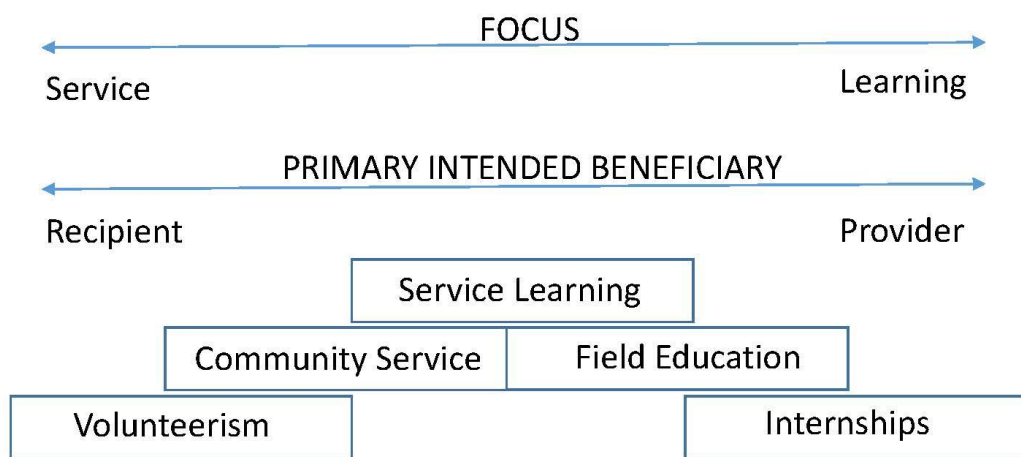 FOCUS
Service Learning
PRIMARY INTENDED BENEFICIARY
Recipient Provider
Service Learning
Community Service Field Education
Volunteerism Internships